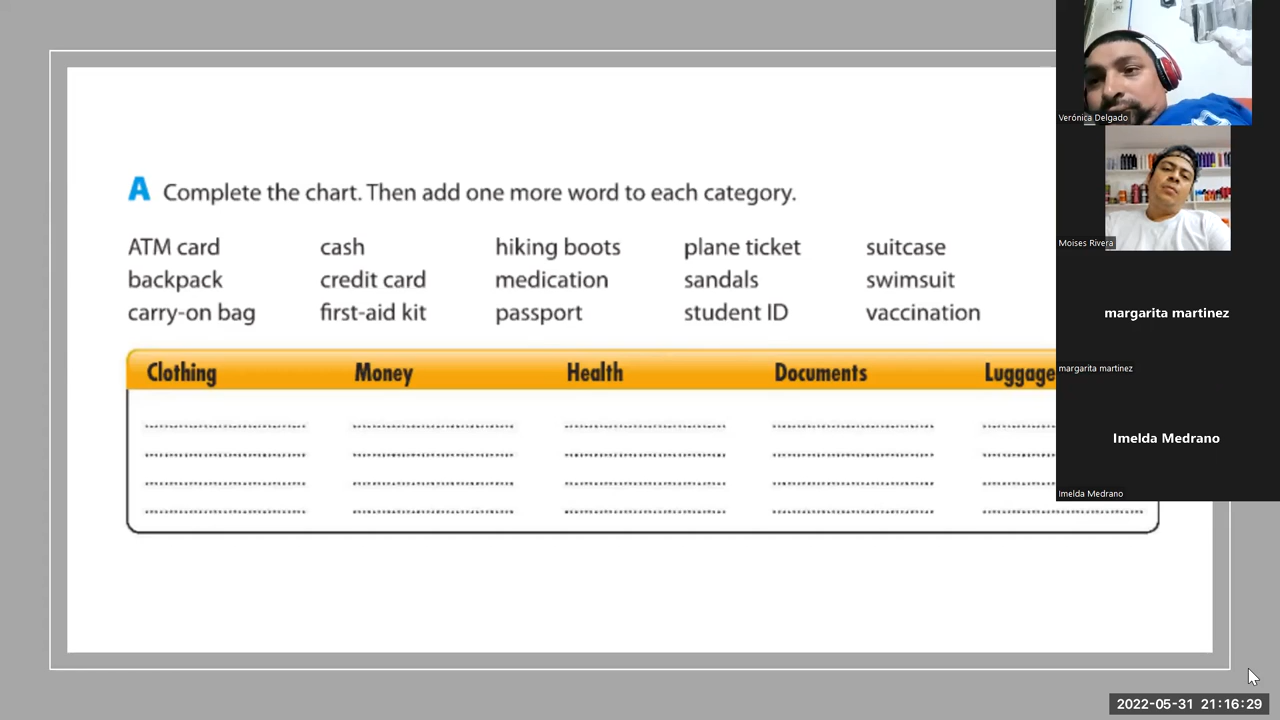 A Complete the chart. Then add one more word to each category.
ATM card cash hiking boots plane ticket suitcase
backpack credit card medication sandals swimsuit
carry-on bag first-aid kit passport student ID vaccination
Clothing Money Health Documents Luggage
Verónica Delgado
Moises Rivera
margarita martinez
margarita martinez
Imelda Medrano
Imelda Medrano
2022-05-31 21:16:29